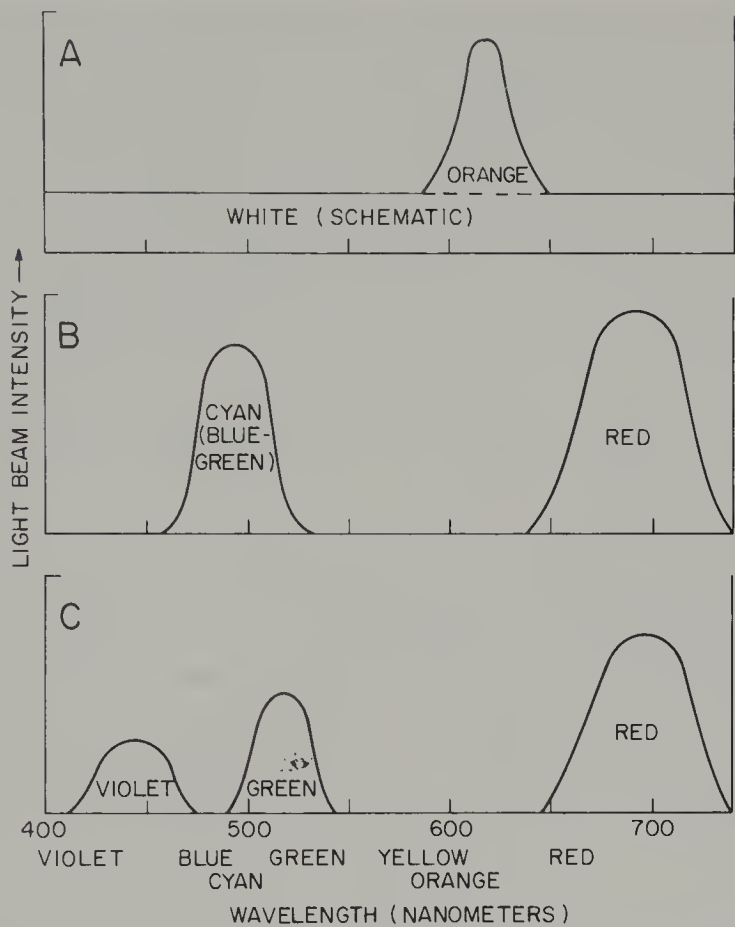 A
ORANGE
WHITE (SCHEMATIC)
LIGHT BEAM INTENSITY →
B
CYAN
(BLUE-
GREEN)
RED
C
VIOLET
GREEN
RED
400 500 600 700
VIOLET BLUE GREEN YELLOW RED
CYAN ORANGE
WAVELENGTH (NANOMETERS)